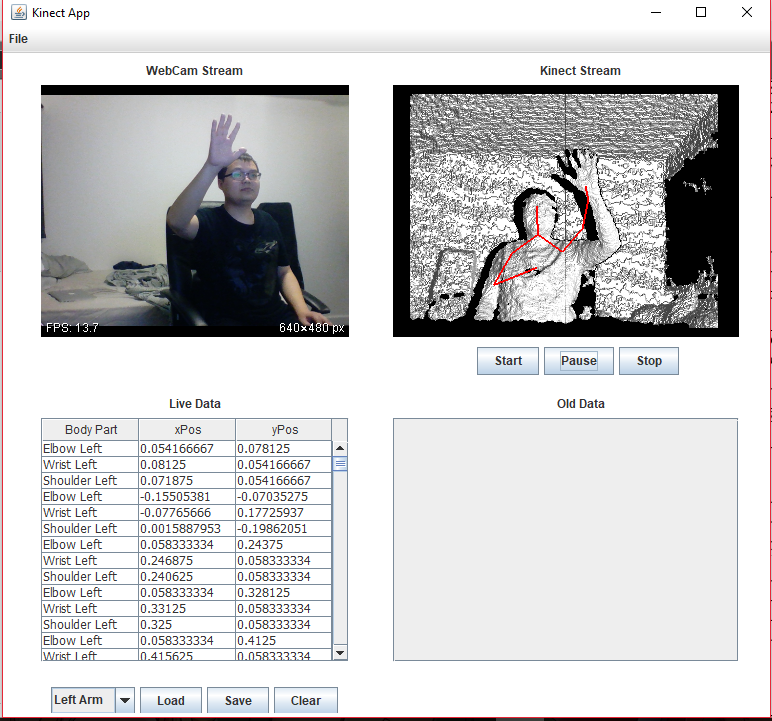 Kinect App
File
WebCam Stream
Kinect Stream
FPS: 13.7
640×480 px
Start
Pause
Stop
Live Data
Old Data
Body Part xPos yPos
Elbow Left 0.054166667 0.078125
Wrist Left 0.08125 0.054166667
Shoulder Left 0.071875 0.054166667
Elbow Left -0.15505381 -0.07035275
Wrist Left -0.07765666 0.17725937
Shoulder Left 0.0015887953 -0.19862051
Elbow Left 0.058333334 0.24375
Wrist Left 0.246875 0.058333334
Shoulder Left 0.240625 0.058333334
Elbow Left 0.058333334 0.328125
Wrist Left 0.33125 0.058333334
Shoulder Left 0.325 0.058333334
Elbow Left 0.058333334 0.4125
Wrist Left 0.415625 0.058333334
Left Arm
Load
Save
Clear